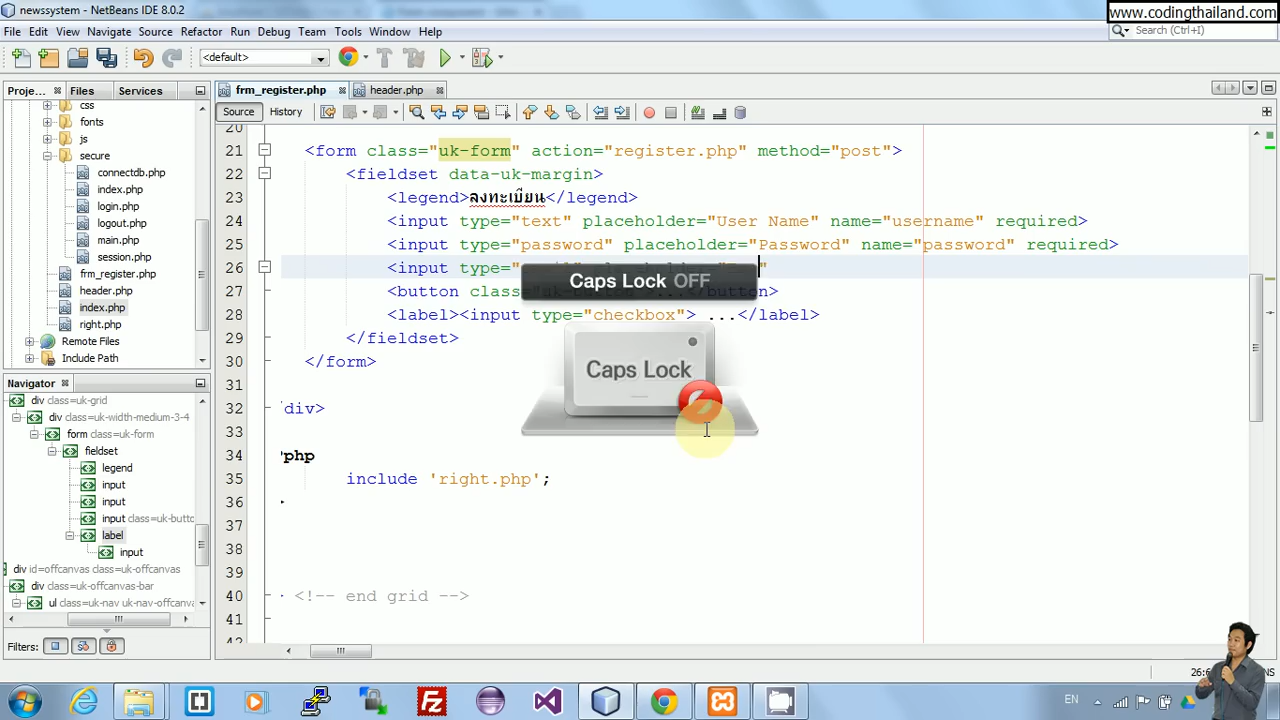 newssystem - NetBeans IDE 8.0.2
www.codingthailand.com
File Edit View Navigate Source Refactor Run Debug Team Tools Window Help
Search (Ctrl+I)
<default>
Proje... Files Services
frm_register.php header.php
Source History
css
fonts
js
secure
connectdb.php
index.php
login.php
logout.php
main.php
session.php
frm_register.php
header.php
index.php
right.php
Remote Files
Include Path
Navigator
div class=uk-grid
div class=uk-width-medium-3-4
form class=uk-form
fieldset
legend
input
input
input class=uk-butto
label
input
div id=offcanvas class=uk-offcanvas
div class=uk-offcanvas-bar
ul class=uk-nav uk-nav-offcanva
Filters:
20
21 <form class="uk-form" action="register.php" method="post">
22 <fieldset data-uk-margin>
23 <legend>ลงทะเบียน</legend>
24 <input type="text" placeholder="User Name" name="username" required>
25 <input type="password" placeholder="Password" name="password" required>
26 <input type="
27 <button class= button>
28 <label><input type="checkbox"> ...</label>
29 </fieldset>
30 </form>
31
32 div>
33
34 php
35 include 'right.php';
36
37
38
39
40 <!-- end grid -->
41
42
Caps Lock OFF
Caps Lock
EN